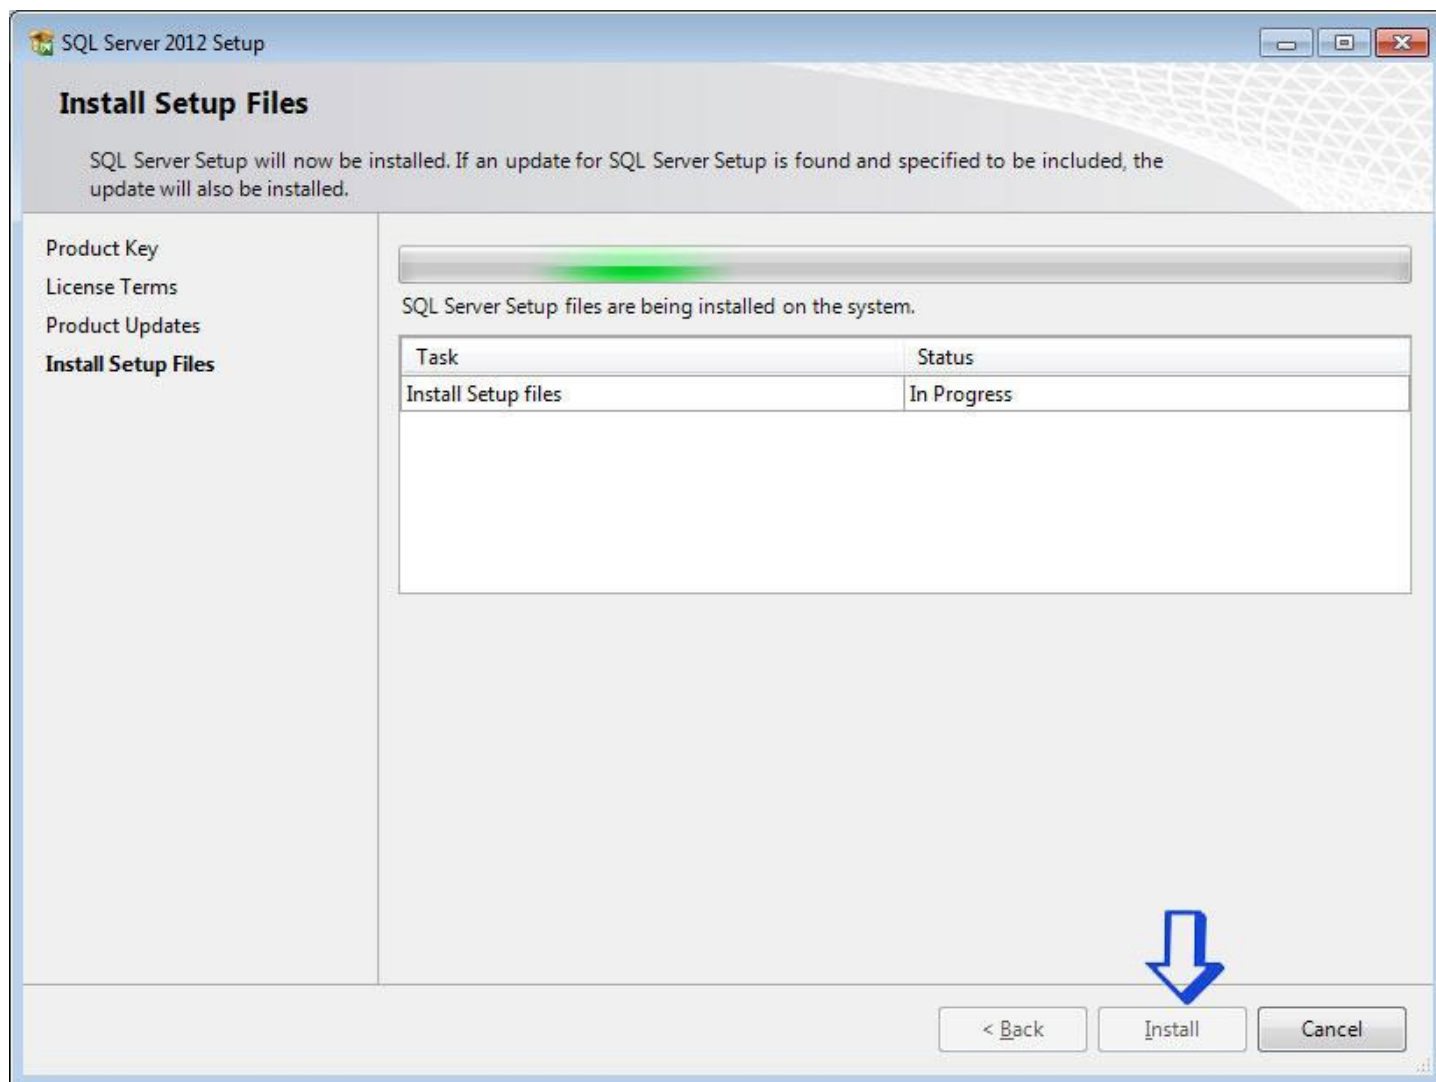 SQL Server 2012 Setup
Install Setup Files
SQL Server Setup will now be installed. If an update for SQL Server Setup is found and specified to be included, the
update will also be installed.
Product Key
License Terms
Product Updates
Install Setup Files
SQL Server Setup files are being installed on the system.
Task Status
Install Setup files In Progress
< Back Install Cancel